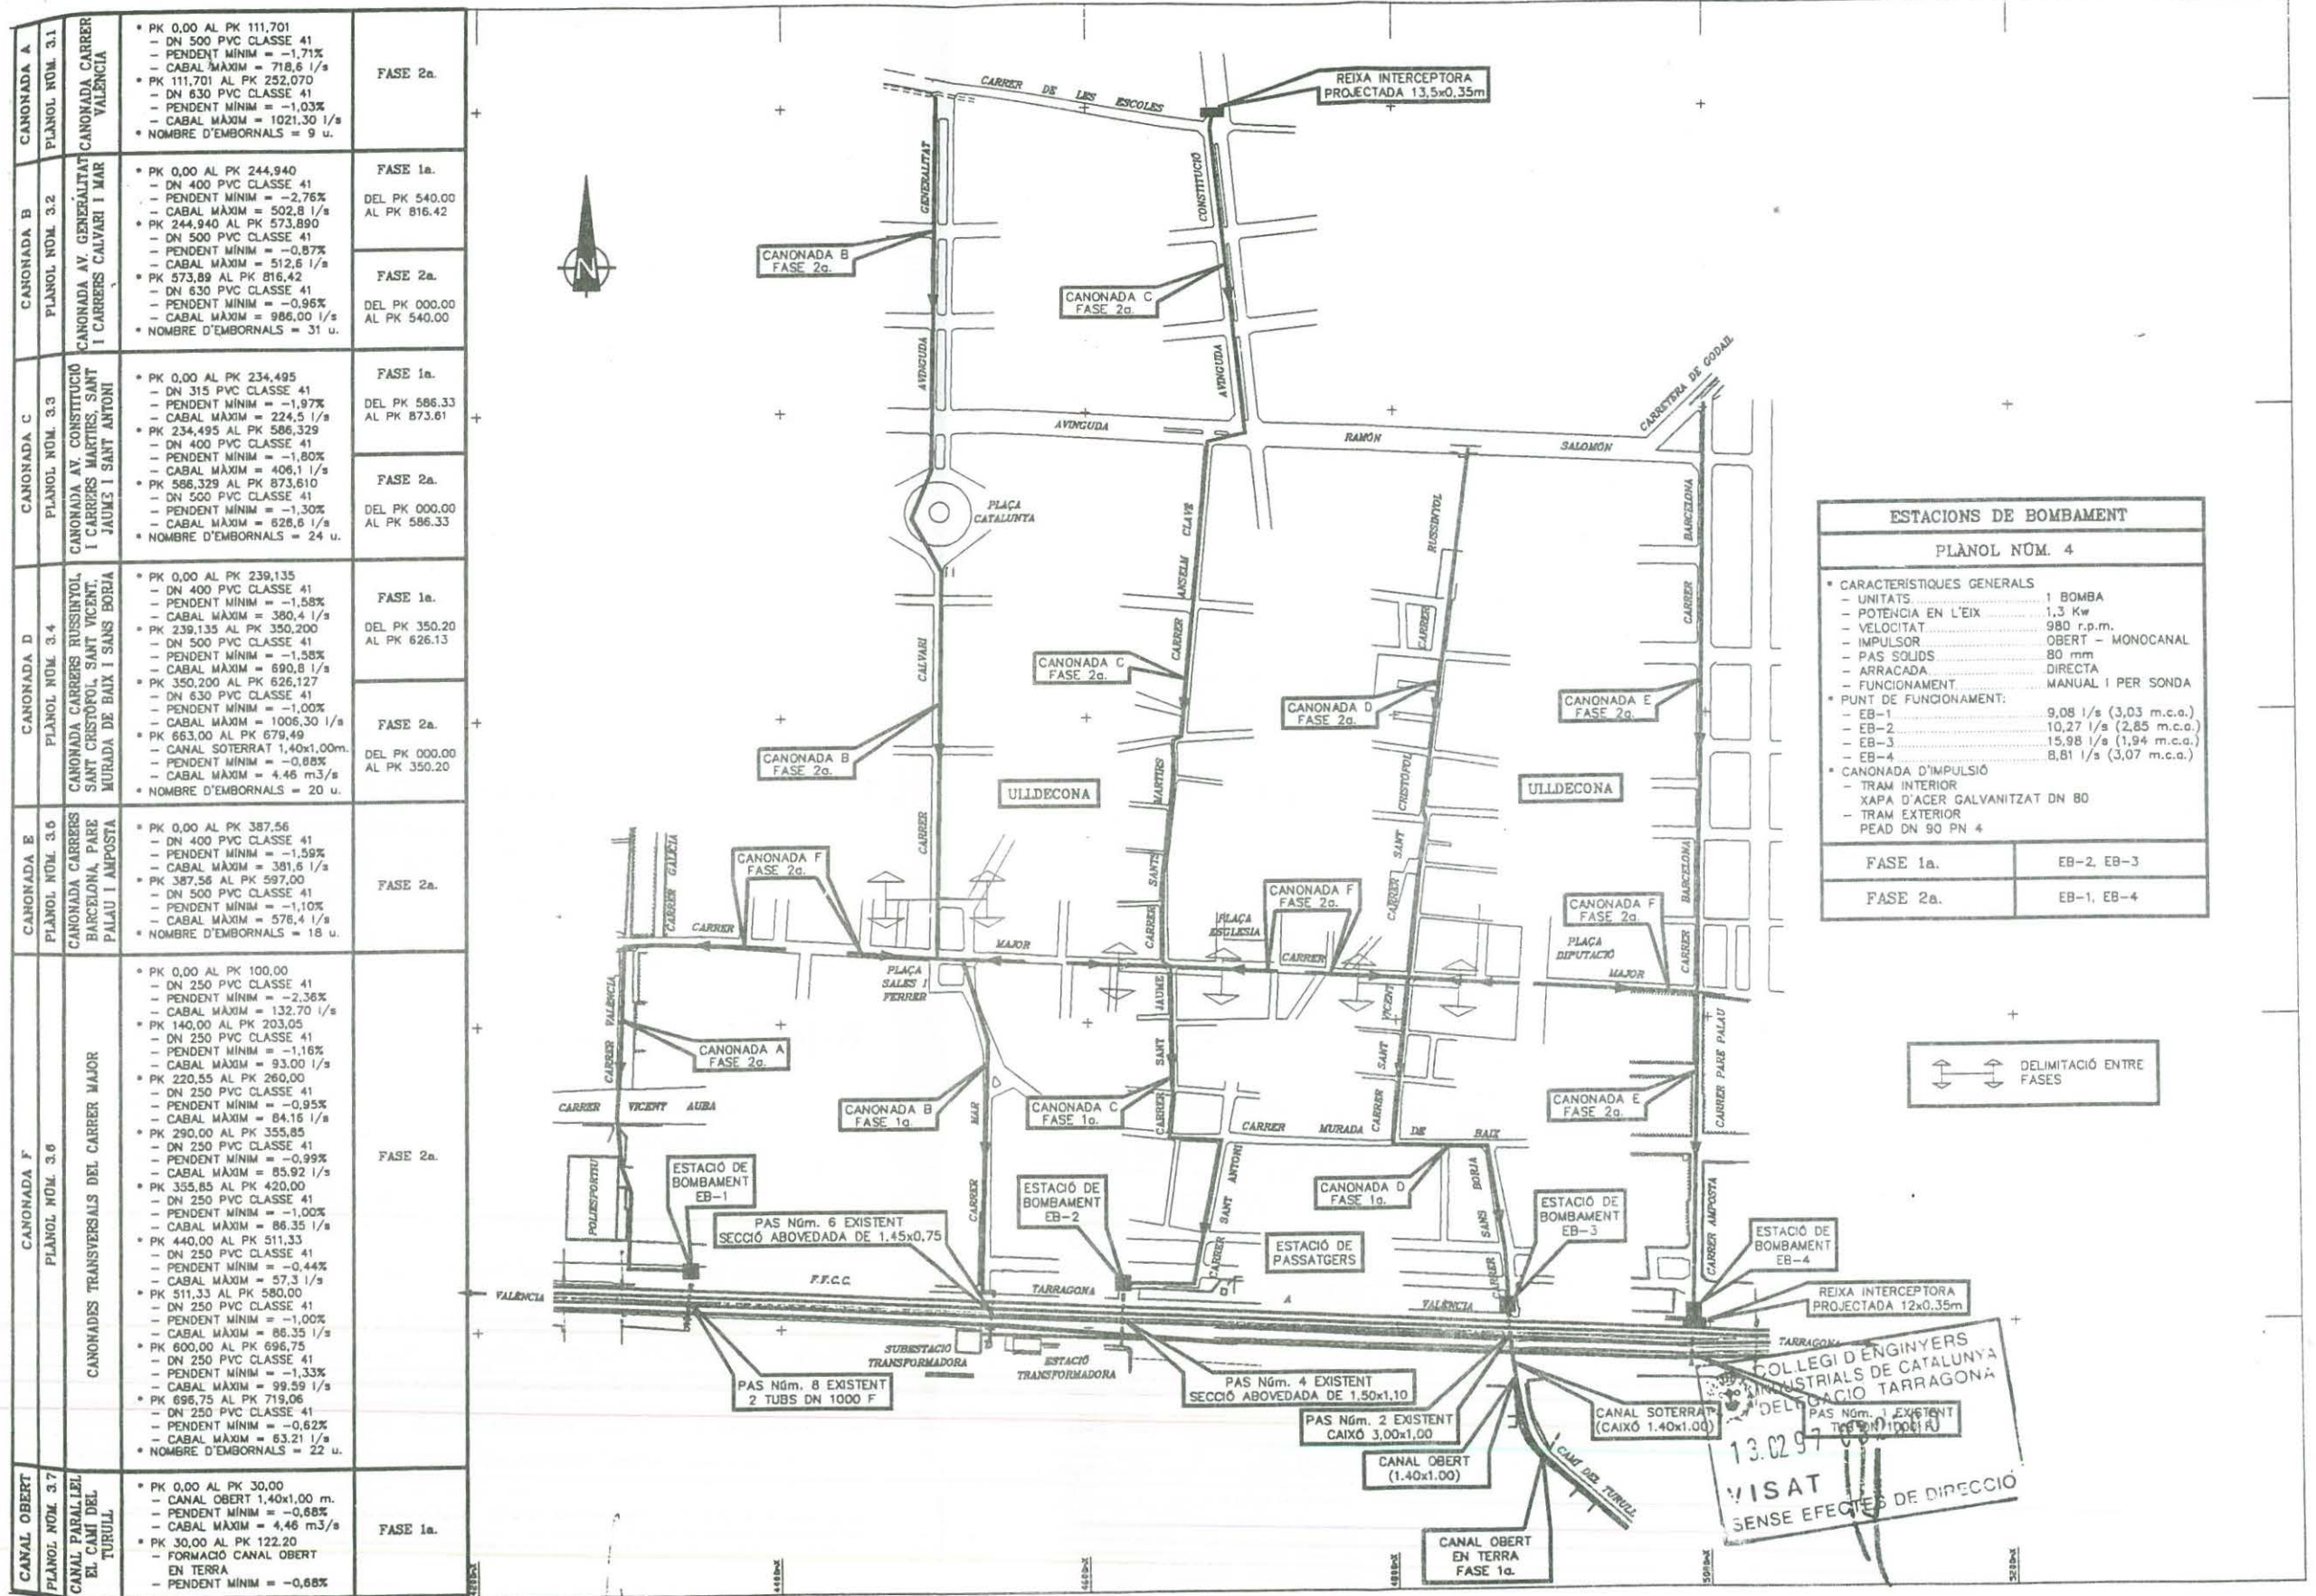 CANONADA A
PLÀNOL NÚM. 3.1
CANONADA CARRER
VALÈNCIA
* PK 0,00 AL PK 111,701
- DN 500 PVC CLASSE 41
- PENDENT MÍNIM = -1,71%
- CABAL MÀXIM = 718,6 l/s
* PK 111,701 AL PK 252,070
- DN 630 PVC CLASSE 41
- PENDENT MÍNIM = -1,03%
- CABAL MÀXIM = 1021,30 l/s
* NOMBRE D'EMBORNALS = 9 u.
FASE 2a.
CANONADA B
PLÀNOL NÚM. 3.2
CANONADA AV. GENERALITAT
I CARRERS CALVARI I MAR
* PK 0,00 AL PK 244,940
- DN 400 PVC CLASSE 41
- PENDENT MÍNIM = -2,76%
- CABAL MÀXIM = 502,8 l/s
* PK 244,940 AL PK 573,890
- DN 500 PVC CLASSE 41
- PENDENT MÍNIM = -0,87%
- CABAL MÀXIM = 512,6 l/s
* PK 573,89 AL PK 816,42
- DN 630 PVC CLASSE 41
- PENDENT MÍNIM = -0,96%
- CABAL MÀXIM = 986,00 l/s
* NOMBRE D'EMBORNALS = 31 u.
FASE 1a.
DEL PK 540.00
AL PK 816.42
FASE 2a.
DEL PK 000.00
AL PK 540.00
CANONADA C
PLÀNOL NÚM. 3.3
CANONADA AV. CONSTITUCIÓ
I CARRERS MARTIRS, SANT
JAUME I SANT ANTONI
* PK 0,00 AL PK 234,495
- DN 315 PVC CLASSE 41
- PENDENT MÍNIM = -1,97%
- CABAL MÀXIM = 224,5 l/s
* PK 234,495 AL PK 586,329
- DN 400 PVC CLASSE 41
- PENDENT MÍNIM = -1,80%
- CABAL MÀXIM = 406,1 l/s
* PK 586,329 AL PK 873,610
- DN 500 PVC CLASSE 41
- PENDENT MÍNIM = -1,30%
- CABAL MÀXIM = 626,6 l/s
* NOMBRE D'EMBORNALS = 24 u.
FASE 1a.
DEL PK 586.33
AL PK 873.61
FASE 2a.
DEL PK 000.00
AL PK 586.33
CANONADA D
PLÀNOL NÚM. 3.4
CANONADA CARRERS RUSSINYOL,
SANT CRISTÒFOL, SANT VICENT,
MURADA DE BAIX I SANS BORJA
* PK 0,00 AL PK 239,135
- DN 400 PVC CLASSE 41
- PENDENT MÍNIM = -1,58%
- CABAL MÀXIM = 380,4 l/s
* PK 239,135 AL PK 350,200
- DN 500 PVC CLASSE 41
- PENDENT MÍNIM = -1,58%
- CABAL MÀXIM = 690,8 l/s
* PK 350,200 AL PK 626,127
- DN 630 PVC CLASSE 41
- PENDENT MÍNIM = -1,00%
- CABAL MÀXIM = 1006,30 l/s
* PK 663,00 AL PK 679,49
- CANAL SOTERRAT 1,40x1,00m.
- PENDENT MÍNIM = -0,68%
- CABAL MÀXIM = 4,46 m3/s
* NOMBRE D'EMBORNALS = 20 u.
FASE 1a.
DEL PK 350.20
AL PK 626.13
FASE 2a.
DEL PK 000.00
AL PK 350.20
CANONADA E
PLÀNOL NÚM. 3.5
CANONADA CARRERS
BARCELONA, PARE
PALAU I AMPOSTA
* PK 0,00 AL PK 387,56
- DN 400 PVC CLASSE 41
- PENDENT MÍNIM = -1,59%
- CABAL MÀXIM = 381,6 l/s
* PK 387,56 AL PK 597,00
- DN 500 PVC CLASSE 41
- PENDENT MÍNIM = -1,10%
- CABAL MÀXIM = 576,4 l/s
* NOMBRE D'EMBORNALS = 18 u.
FASE 2a.
CANONADA F
PLÀNOL NÚM. 3.6
CANONADES TRANSVERSALS DEL CARRER MAJOR
* PK 0,00 AL PK 100,00
- DN 250 PVC CLASSE 41
- PENDENT MÍNIM = -2,36%
- CABAL MÀXIM = 132.70 l/s
* PK 140,00 AL PK 203,05
- DN 250 PVC CLASSE 41
- PENDENT MÍNIM = -1,16%
- CABAL MÀXIM = 93.00 l/s
* PK 220,55 AL PK 260,00
- DN 250 PVC CLASSE 41
- PENDENT MÍNIM = -0,95%
- CABAL MÀXIM = 84.16 l/s
* PK 290,00 AL PK 355,85
- DN 250 PVC CLASSE 41
- PENDENT MÍNIM = -0,99%
- CABAL MÀXIM = 85.92 l/s
* PK 355,85 AL PK 420,00
- DN 250 PVC CLASSE 41
- PENDENT MÍNIM = -1,00%
- CABAL MÀXIM = 86.35 l/s
* PK 440,00 AL PK 511,33
- DN 250 PVC CLASSE 41
- PENDENT MÍNIM = -0,44%
- CABAL MÀXIM = 57,3 l/s
* PK 511,33 AL PK 580,00
- DN 250 PVC CLASSE 41
- PENDENT MÍNIM = -1,00%
- CABAL MÀXIM = 86.35 l/s
* PK 600,00 AL PK 696,75
- DN 250 PVC CLASSE 41
- PENDENT MÍNIM = -1,33%
- CABAL MÀXIM = 99.59 l/s
* PK 696,75 AL PK 719,06
- DN 250 PVC CLASSE 41
- PENDENT MÍNIM = -0,62%
- CABAL MÀXIM = 63.21 l/s
* NOMBRE D'EMBORNALS = 22 u.
FASE 2a.
CANAL OBERT
PLÀNOL NÚM. 3.7
CANAL PARAL.LEL
EL CAMÍ DEL
TURULL
* PK 0,00 AL PK 30,00
- CANAL OBERT 1,40x1,00 m.
- PENDENT MÍNIM = -0,68%
- CABAL MÀXIM = 4,46 m3/s
* PK 30,00 AL PK 122.20
- FORMACIÓ CANAL OBERT
EN TERRA
- PENDENT MÍNIM = -0,68%
FASE 1a.
CARRER DE LES ESCOLES
REIXA INTERCEPTORA
PROJECTADA 13,5x0,35m
GENERALITAT
AVINGUDA
CONSTITUCIÓ
AVINGUDA
N
CANONADA B
FASE 2a.
CANONADA C
FASE 2a.
CARRETERA DE GODALL
AVINGUDA RAMÓN SALOMÓN
PLAÇA
CATALUNYA
CARRER ANSELM CLAVÉ
CARRER RUSSINYOL
CARRER BARCELONA
CARRER CALVARI
CANONADA C
FASE 2a.
CANONADA D
FASE 2a.
CANONADA E
FASE 2a.
CANONADA B
FASE 2a.
ULLDECONA
ULLDECONA
CARRER SANTS MARTIRS
CARRER SANT CRISTÒFOL
CARRER BARCELONA
CARRER GALICIA
CANONADA F
FASE 2a.
CANONADA F
FASE 2a.
CANONADA F
FASE 2a.
CARRER MAJOR
PLAÇA
ESGLESIA
CARRER
PLAÇA
DIPUTACIÓ
MAJOR
PLAÇA
SALES I
FERRER
CARRER VALÈNCIA
CARRER SANT JAUME
CARRER SANT VICENT
CARRER PARE PALAU
CANONADA A
FASE 2a.
CANONADA B
FASE 1a.
CANONADA C
FASE 1a.
CANONADA E
FASE 2a.
CARRER VICENT AUBA
CARRER MURADA DE BAIX
CARRER MAR
CARRER SANT ANTONI
CARRER SANS BORJA
CARRER AMPOSTA
POLIESPORTIU
ESTACIÓ DE
BOMBAMENT
EB-1
ESTACIÓ DE
BOMBAMENT
EB-2
CANONADA D
FASE 1a.
ESTACIÓ DE
BOMBAMENT
EB-3
ESTACIÓ DE
BOMBAMENT
EB-4
PAS Núm. 6 EXISTENT
SECCIÓ ABOVEDADA DE 1,45x0,75
ESTACIÓ DE
PASSATGERS
REIXA INTERCEPTORA
PROJECTADA 12x0,35m
VALÈNCIA
F.F.C.C.
TARRAGONA
A
VALÈNCIA
TARRAGONA
SUBESTACIÓ
TRANSFORMADORA
ESTACIÓ
TRANSFORMADORA
PAS Núm. 8 EXISTENT
2 TUBS DN 1000 F
PAS Núm. 4 EXISTENT
SECCIÓ ABOVEDADA DE 1,50x1,10
PAS Núm. 2 EXISTENT
CAIXÓ 3,00x1,00
CANAL SOTERRAT
(CAIXÓ 1.40x1.00)
PAS Núm. 1 EXISTENT
CANAL OBERT
(1.40x1.00)
CAMÍ DEL TURULL
CANAL OBERT
EN TERRA
FASE 1a.
ESTACIONS DE BOMBAMENT
PLÀNOL NÚM. 4
* CARACTERÍSTIQUES GENERALS
- UNITATS 1 BOMBA
- POTÈNCIA EN L'EIX 1,3 Kw
- VELOCITAT 980 r.p.m.
- IMPULSOR OBERT - MONOCANAL
- PAS SOLIDS 80 mm
- ARRACADA DIRECTA
- FUNCIONAMENT MANUAL I PER SONDA
* PUNT DE FUNCIONAMENT:
- EB-1 9,08 l/s (3,03 m.c.a.)
- EB-2 10,27 l/s (2,85 m.c.a.)
- EB-3 15,98 l/s (1,94 m.c.a.)
- EB-4 8,81 l/s (3,07 m.c.a.)
* CANONADA D'IMPULSIÓ
- TRAM INTERIOR
XAPA D'ACER GALVANITZAT DN 80
- TRAM EXTERIOR
PEAD DN 90 PN 4
FASE 1a. EB-2, EB-3
FASE 2a. EB-1, EB-4
DELIMITACIÓ ENTRE
FASES
COL.LEGI D'ENGINYERS
INDUSTRIALS DE CATALUNYA
DELEGACIO TARRAGONA
13.02.97
VISAT
SENSE EFECTES DE DIRECCIÓ